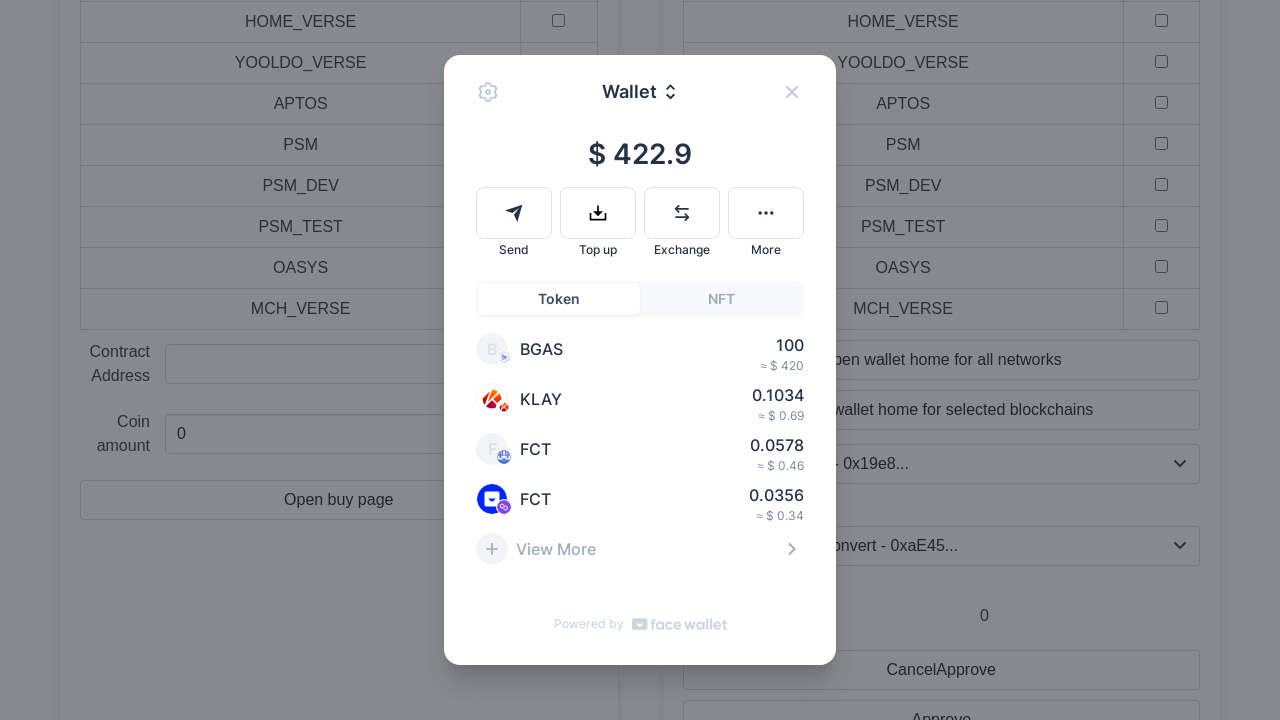 HOME_VERSE
HOME_VERSE
YOOLDO_VERSE
YOOLDO_VERSE
APTOS
APTOS
PSM
PSM
PSM_DEV
PSM_DEV
PSM_TEST
PSM_TEST
OASYS
OASYS
MCH_VERSE
MCH_VERSE
Contract
Address
Coin
amount
0
Open buy page
Wallet
$ 422.9
Send
Top up
Exchange
More
Token
NFT
B
BGAS
100
≈ $ 420
KLAY
0.1034
≈ $ 0.69
F
FCT
0.0578
≈ $ 0.46
FCT
0.0356
≈ $ 0.34
View More
Powered by
face wallet
wallet home for all networks
wallet home for selected blockchains
- 0x19e8...
- 0xaE45...
0
CancelApprove
Approve